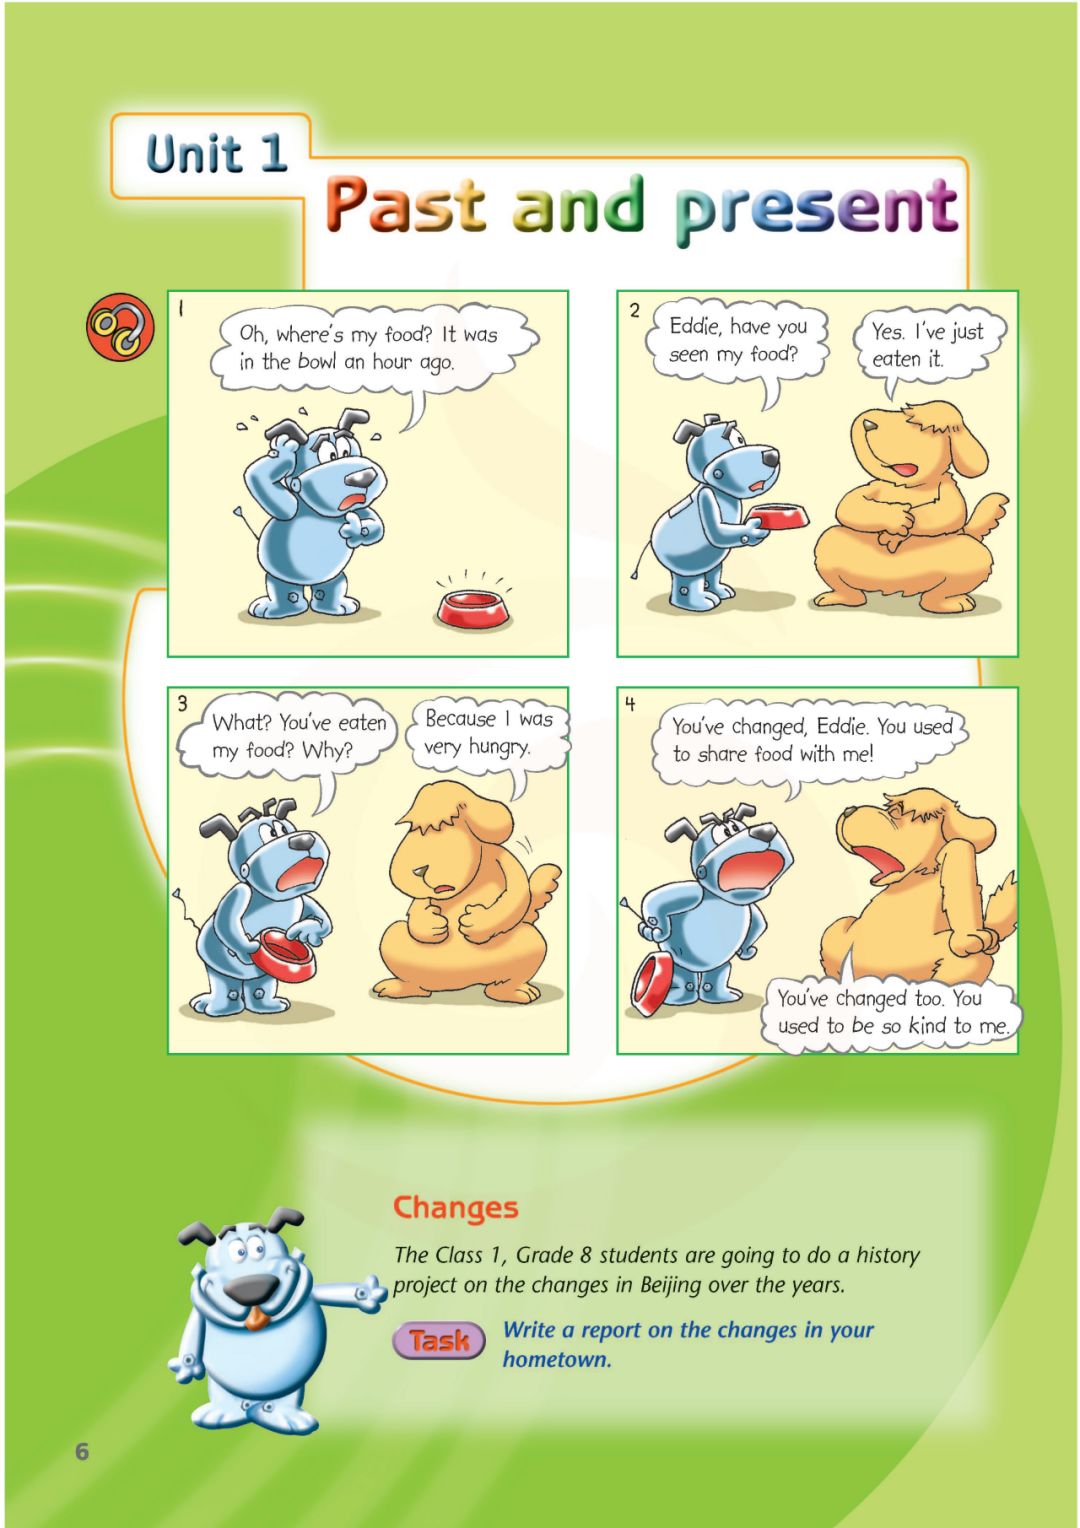 Unit 1
Past and present
1
Oh, where's my food? It was
in the bowl an hour ago.
2
Eddie, have you
seen my food?
Yes. I've just
eaten it.
3
What? You've eaten
my food? Why?
Because I was
very hungry.
4
You've changed, Eddie. You used
to share food with me!
You've changed too. You
used to be so kind to me.
Changes
The Class 1, Grade 8 students are going to do a history
project on the changes in Beijing over the years.
Task
Write a report on the changes in your
hometown.
6